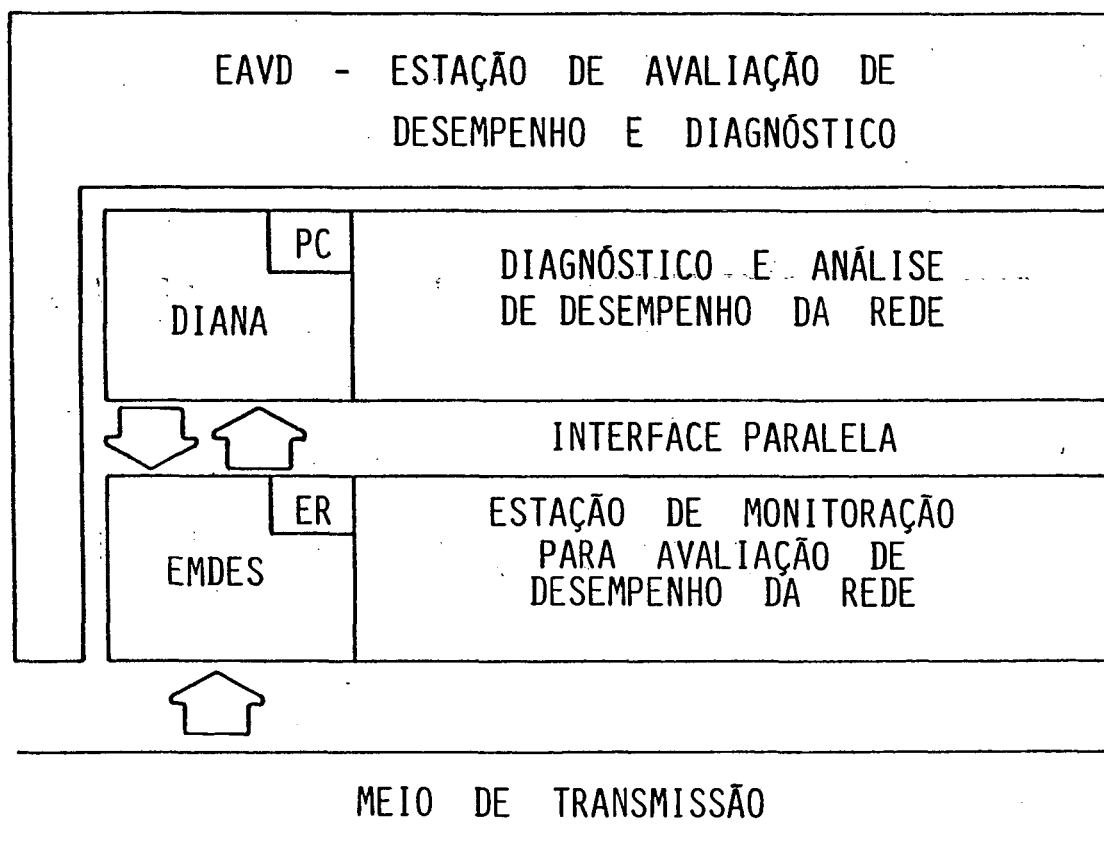 EAVD - ESTAÇÃO DE AVALIAÇÃO DE
DESEMPENHO E DIAGNÓSTICO
PC
DIANA
DIAGNÓSTICO E ANÁLISE
DE DESEMPENHO DA REDE
INTERFACE PARALELA
ER
EMDES
ESTAÇÃO DE MONITORAÇÃO
PARA AVALIAÇÃO DE
DESEMPENHO DA REDE
MEIO DE TRANSMISSÃO